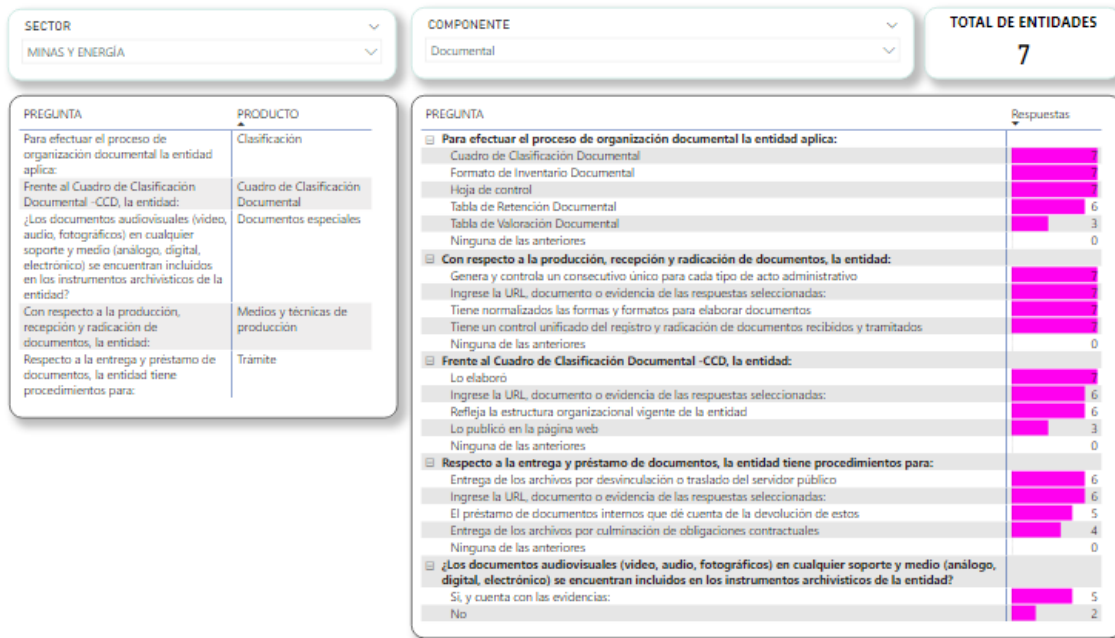 SECTOR
MINAS Y ENERGÍA
COMPONENTE
Documental
TOTAL DE ENTIDADES
7
PREGUNTA PRODUCTO
Para efectuar el proceso de Clasificación
organización documental la entidad
aplica:
Frente al Cuadro de Clasificación Cuadro de Clasificación
Documental -CCD, la entidad: Documental
¿Los documentos audiovisuales (video, Documentos especiales
audio, fotográficos) en cualquier
soporte y medio (análogo, digital,
electrónico) se encuentran incluidos
en los instrumentos archivísticos de la
entidad?
Con respecto a la producción, Medios y técnicas de
recepción y radicación de producción
documentos, la entidad:
Respecto a la entrega y préstamo de Trámite
documentos, la entidad tiene
procedimientos para:
PREGUNTA Respuestas
Para efectuar el proceso de organización documental la entidad aplica:
Cuadro de Clasificación Documental 7
Formato de Inventario Documental 7
Hoja de control 7
Tabla de Retención Documental 6
Tabla de Valoración Documental 3
Ninguna de las anteriores 0
Con respecto a la producción, recepción y radicación de documentos, la entidad:
Genera y controla un consecutivo único para cada tipo de acto administrativo 7
Ingrese la URL, documento o evidencia de las respuestas seleccionadas: 7
Tiene normalizados las formas y formatos para elaborar documentos 7
Tiene un control unificado del registro y radicación de documentos recibidos y tramitados 7
Ninguna de las anteriores 0
Frente al Cuadro de Clasificación Documental -CCD, la entidad:
Lo elaboró 7
Ingrese la URL, documento o evidencia de las respuestas seleccionadas: 6
Refleja la estructura organizacional vigente de la entidad 6
Lo publicó en la página web 3
Ninguna de las anteriores 0
Respecto a la entrega y préstamo de documentos, la entidad tiene procedimientos para:
Entrega de los archivos por desvinculación o traslado del servidor público 6
Ingrese la URL, documento o evidencia de las respuestas seleccionadas: 6
El préstamo de documentos internos que dé cuenta de la devolución de estos 5
Entrega de los archivos por culminación de obligaciones contractuales 4
Ninguna de las anteriores 0
¿Los documentos audiovisuales (video, audio, fotográficos) en cualquier soporte y medio (análogo,
digital, electrónico) se encuentran incluidos en los instrumentos archivísticos de la entidad?
Si, y cuenta con las evidencias: 5
No 2